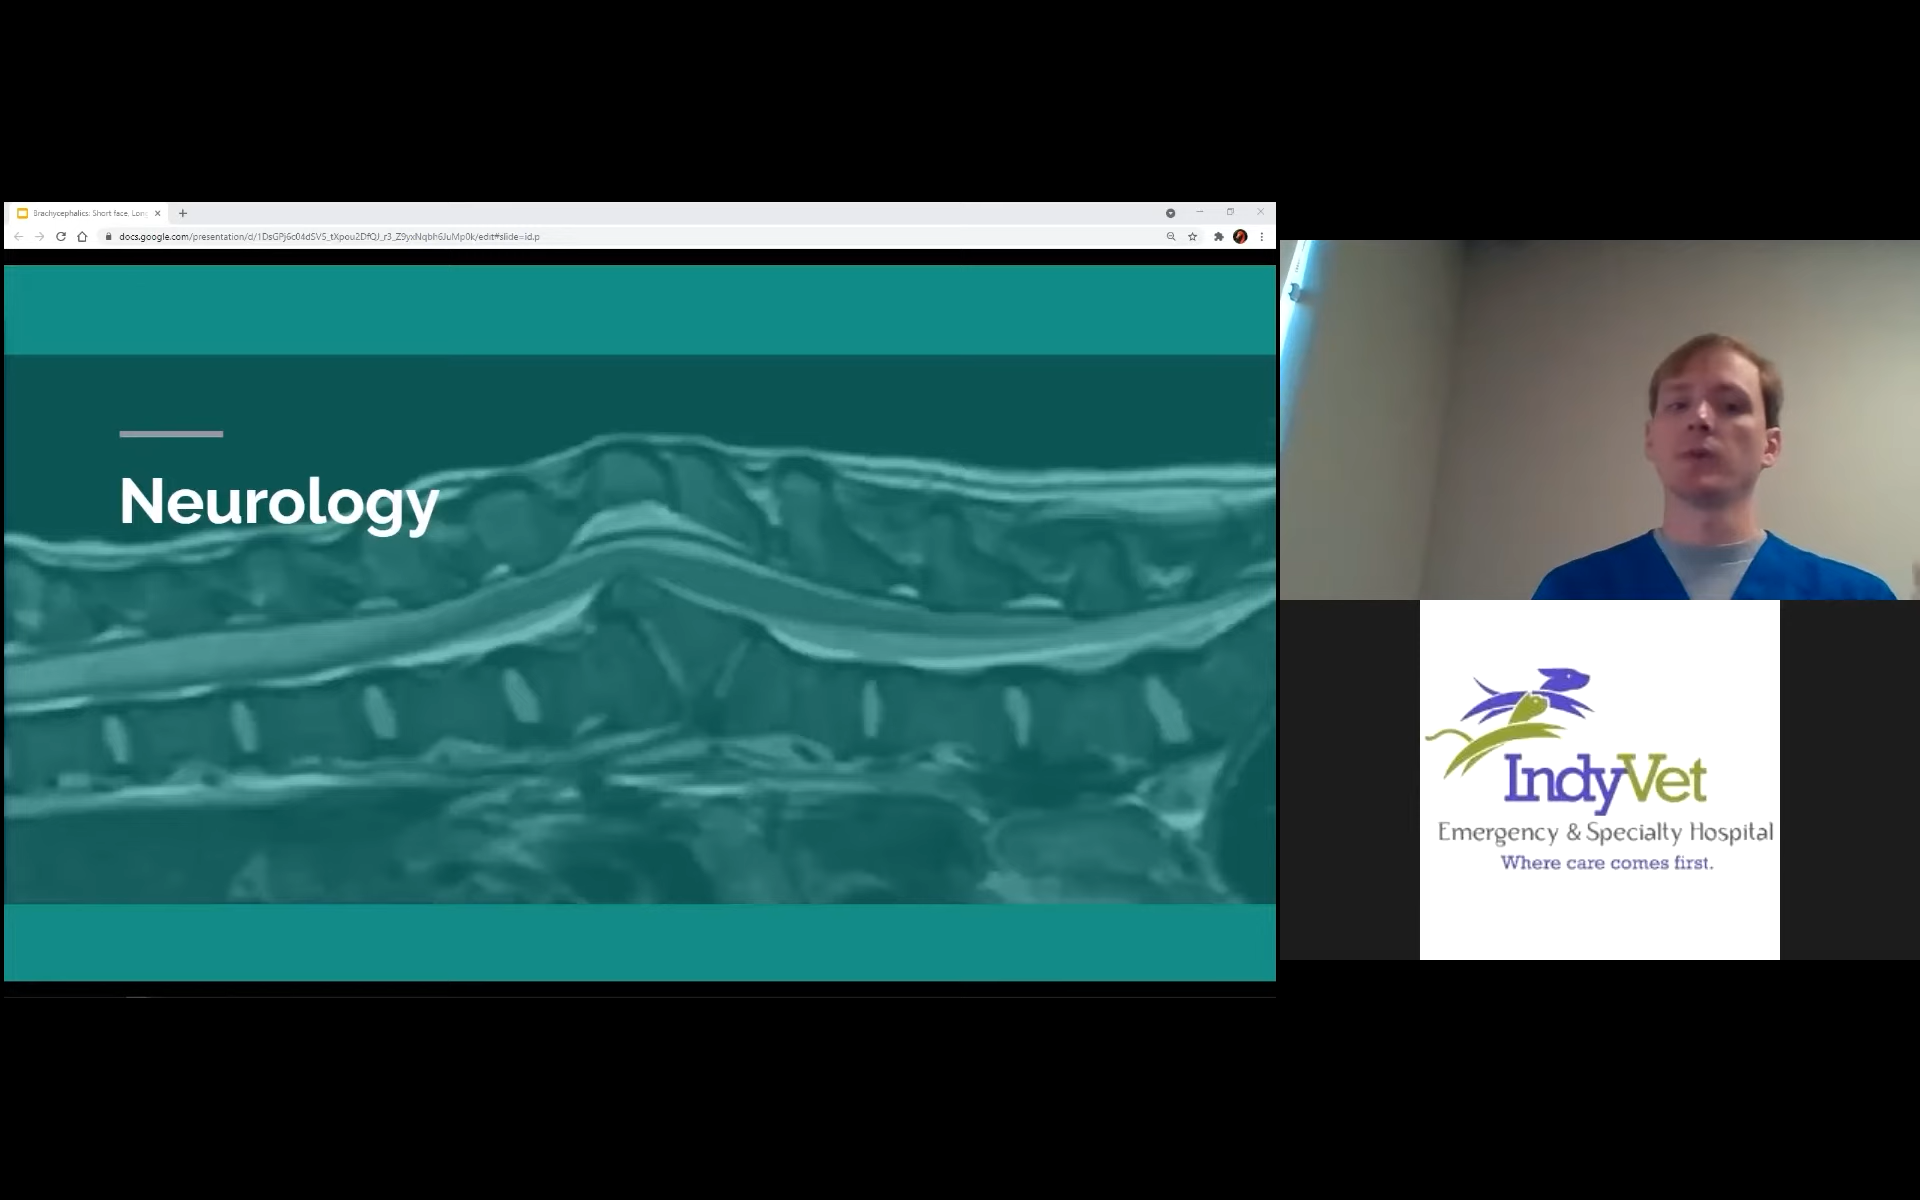 Brachycephalics: Short face, Long
docs.google.com/presentation/d/1DsGPj6c04dSV5_tXpou2DfQJ_r3_Z9yxNqbh6JuMp0k/edit#slide=id.p
Neurology
IndyVet
Emergency & Specialty Hospital
Where care comes first.